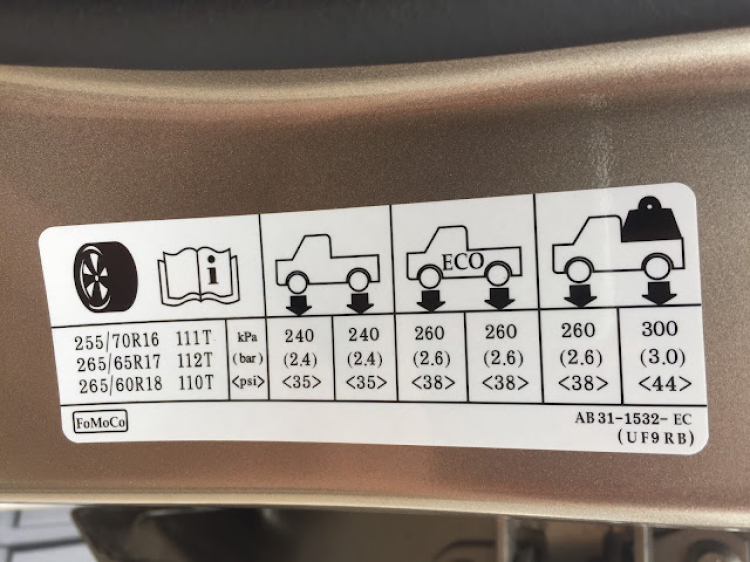 i
ECO
255/70R16 111T kPa 240 240 260 260 260 300
265/65R17 112T (bar) (2.4) (2.4) (2.6) (2.6) (2.6) (3.0)
265/60R18 110T <psi> <35> <35> <38> <38> <38> <44>
FoMoCo
AB31-1532-EC
(UF9RB)